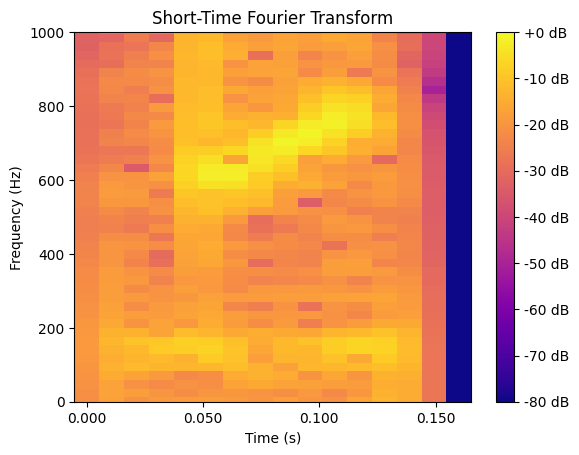 Short-Time Fourier Transform
Frequency (Hz)
1000
800
600
400
200
0
0.000
0.050
0.100
0.150
Time (s)
+0 dB
-10 dB
-20 dB
-30 dB
-40 dB
-50 dB
-60 dB
-70 dB
-80 dB